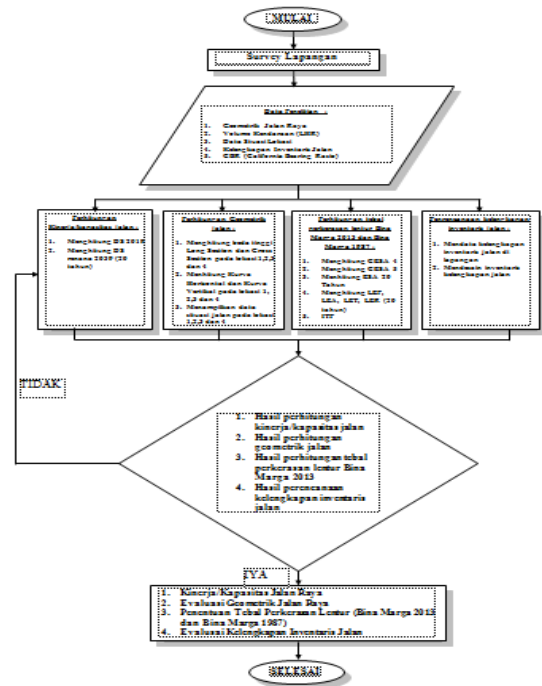 MULAI
Survey Lapangan
Data Penelitian :
1. Geometrik Jalan Raya
2. Volume Kendaraan (LHR)
3. Data Situasi Lokasi
4. Kelengkapan Inventaris Jalan
5. CBR (California Bearing Ratio)
Perhitungan
Kinerja/kapasitas jalan :
1. Menghitung DS 2019
Menghitung DS
rencana 2039 (20
tahun)
Perhitungan Geometrik
jalan :
1. Menghitung beda tinggi
Long Section dan Cross
Section pada lokasi 1,2,3
dan 4
2. Menghitung Kurva
Horizontal dan Kurva
Vertikal pada lokasi 1,
2,3 dan 4
3. Menampilkan data
situasi jalan pada lokasi
1,2,3 dan 4
Perhitungan tebal
perkerasan lentur Bina
Marga 2013 dan Bina
Marga 1987 :
1. Menghitung CESA 4
2. Menghitung CESA 5
3. Menghitung ESA 20
Tahun
4. Menghitung LEP,
LEA, LET, LER (20
tahun)
5. ITP
Perencanaan kelengkapan
inventaris jalan :
1. Mendata kelengkapan
inventaris jalan di
lapangan
2. Mendesain inventaris
kelengkapan jalan
TIDAK
1. Hasil perhitungan
kinerja/kapasitas jalan
2. Hasil perhitungan
geometrik jalan
3. Hasil perhitungan tebal
perkerasan lentur Bina
Marga 2013
4. Hasil perencanaan
kelengkapan inventaris
jalan
IYA
1. Kinerja/Kapasitas Jalan Raya
2. Evaluasi Geometrik Jalan Raya
3. Penentuan Tebal Perkerasan Lentur (Bina Marga 2013
dan Bina Marga 1987)
4. Evaluasi Kelengkapan Inventaris Jalan
SELESAI